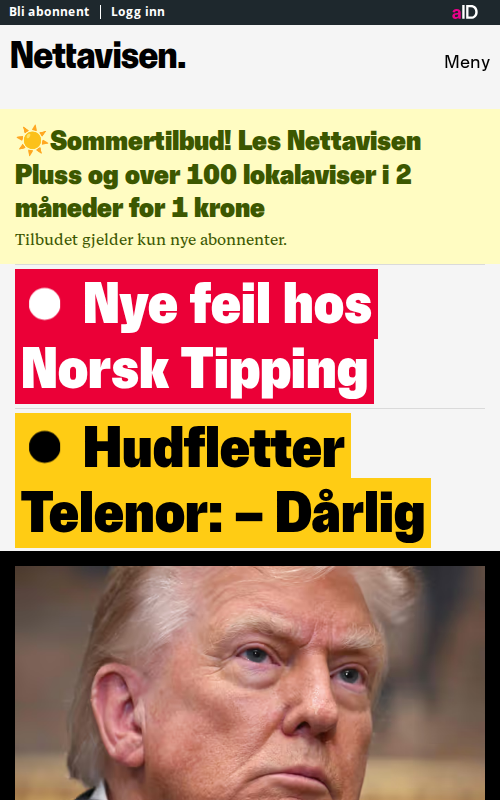 Bli abonnent
Logg inn
aID
Nettavisen.
Meny
☀️Sommertilbud! Les Nettavisen
Pluss og over 100 lokalaviser i 2
måneder for 1 krone
Tilbudet gjelder kun nye abonnenter.
● Nye feil hos
Norsk Tipping
● Hudfletter
Telenor: – Dårlig